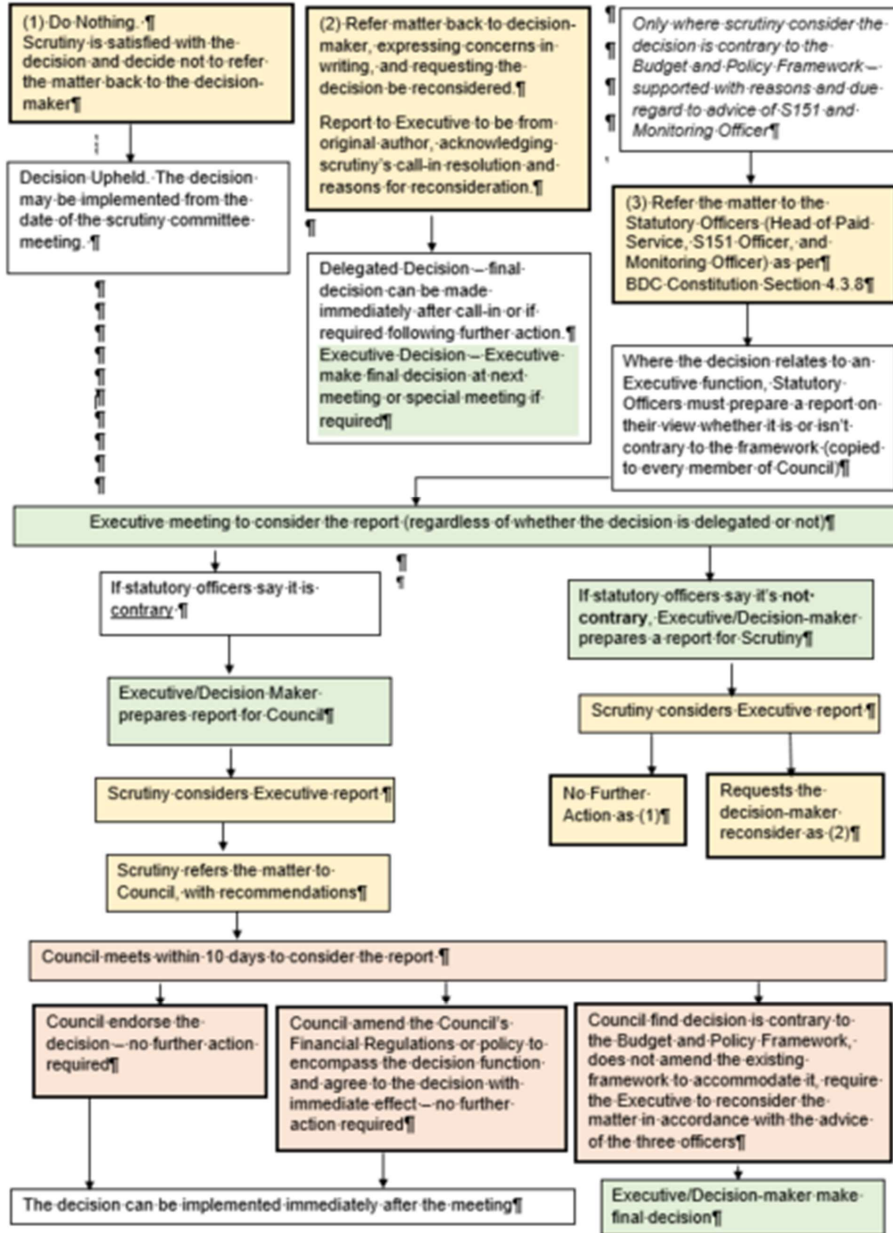 (1) Do Nothing. ¶
Scrutiny is satisfied with the
decision and decide not to refer
the matter back to the decision-
maker¶
Decision Upheld. The decision
may be implemented from the
date of the scrutiny committee
meeting. ¶
¶
¶
¶
¶
¶
¶
¶
¶
¶
¶
(2) Refer matter back to decision-
maker, expressing concerns in
writing, and requesting the
decision be reconsidered.¶
Report to Executive to be from
original author, acknowledging
scrutiny's call-in resolution and
reasons for reconsideration.¶
¶
Delegated Decision – final
decision can be made
immediately after call-in or if
required following further action.¶
Executive Decision – Executive
make final decision at next
meeting or special meeting if
required¶
¶
¶
¶
¶
Only where scrutiny consider the
decision is contrary to the
Budget and Policy Framework –
supported with reasons and due
regard to advice of S151 and
Monitoring Officer¶
(3) Refer the matter to the
Statutory Officers (Head of Paid
Service, S151 Officer, and
Monitoring Officer) as per¶
BDC Constitution Section 4.3.8¶
Where the decision relates to an
Executive function, Statutory
Officers must prepare a report on
their view whether it is or isn't
contrary to the framework (copied
to every member of Council)¶
Executive meeting to consider the report (regardless of whether the decision is delegated or not)¶
¶
¶
If statutory officers say it is
contrary ¶
Executive/Decision Maker
prepares report for Council¶
Scrutiny considers Executive report ¶
Scrutiny refers the matter to
Council, with recommendations¶
If statutory officers say it's not
contrary, Executive/Decision-maker
prepares a report for Scrutiny¶
Scrutiny considers Executive report ¶
No Further
Action as (1)¶
Requests the
decision-maker
reconsider as (2)¶
Council meets within 10 days to consider the report ¶
Council endorse the
decision – no further action
required¶
Council amend the Council's
Financial Regulations or policy to
encompass the decision function
and agree to the decision with
immediate effect – no further
action required¶
Council find decision is contrary to
the Budget and Policy Framework,
does not amend the existing
framework to accommodate it, require
the Executive to reconsider the
matter in accordance with the advice
of the three officers¶
The decision can be implemented immediately after the meeting¶
Executive/Decision-maker make
final decision¶